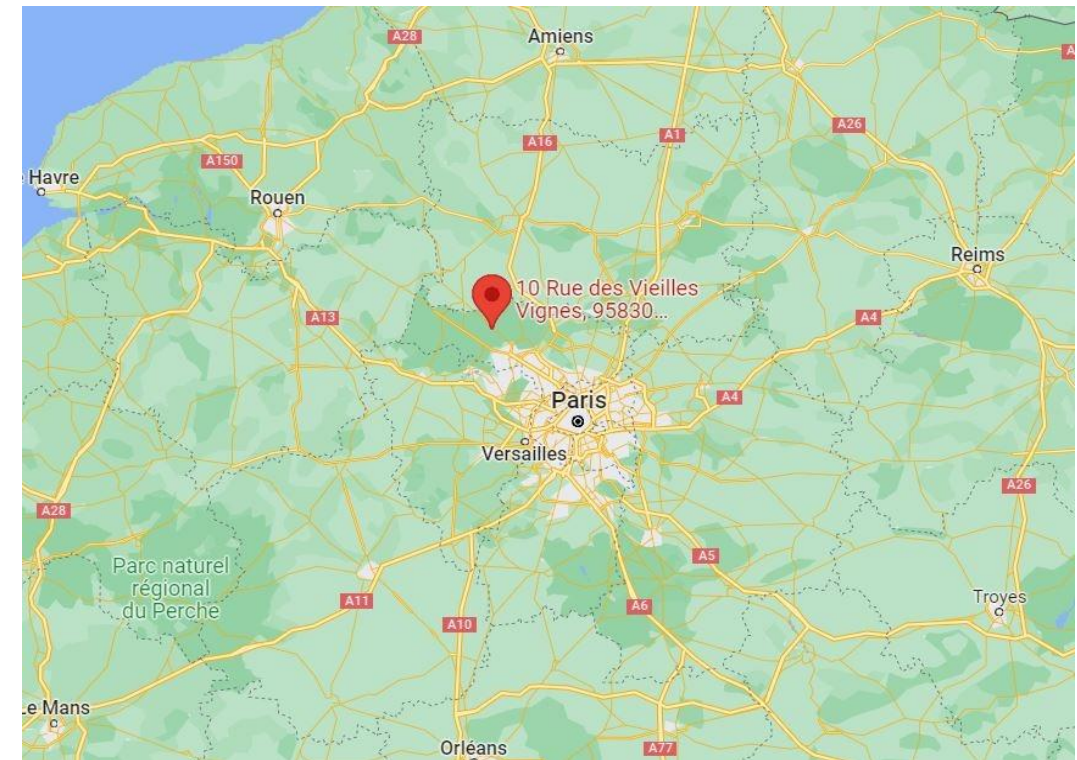 A28
Amiens
A
A26
A16
A1
A150
Havre
Rouen
Reims
10 Rue des Vieilles
Vignes, 95830...
A13
A4
A4
Paris
Versailles
A28
A26
Parc naturel
régional
du Perche
A5
A11
A6
Troyes
A10
Le Mans
Orléans
A77